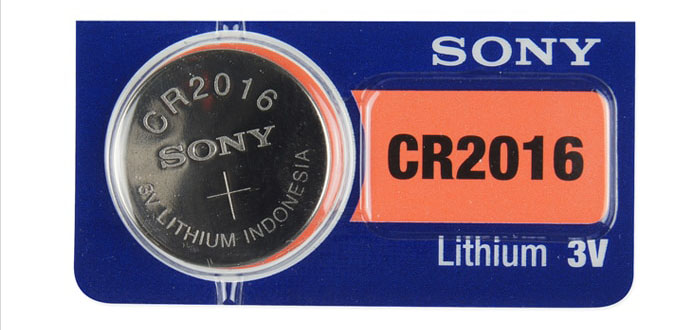 CR2016
SONY
+
3V LITHIUM INDONESIA
SONY
CR2016
Lithium 3V